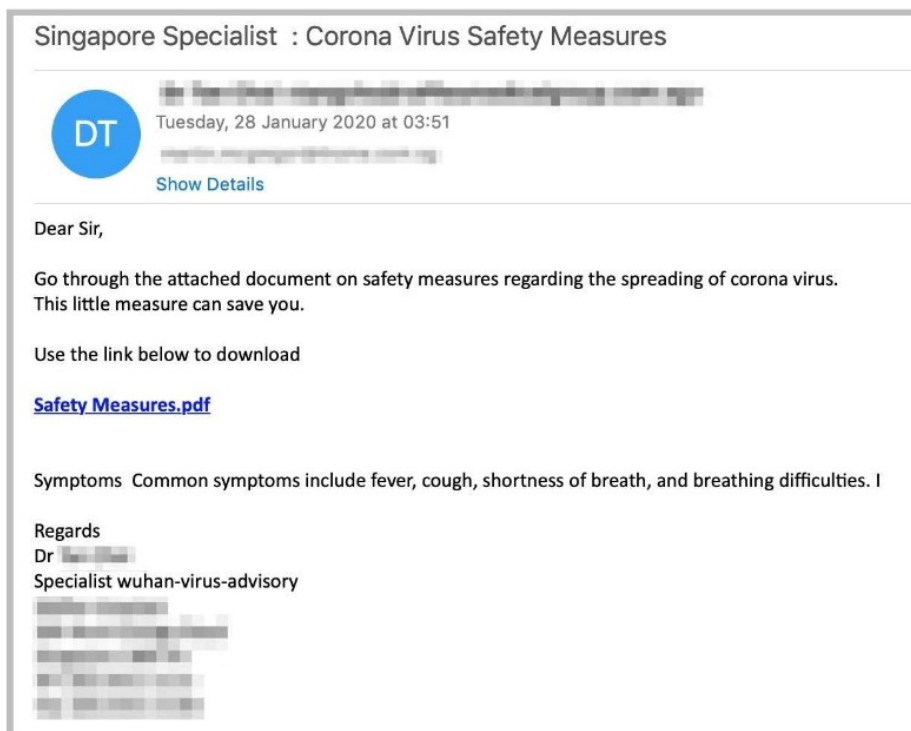 Singapore Specialist : Corona Virus Safety Measures
DT
Tuesday, 28 January 2020 at 03:51
Show Details
Dear Sir,
Go through the attached document on safety measures regarding the spreading of corona virus.
This little measure can save you.
Use the link below to download
Safety Measures.pdf
Symptoms  Common symptoms include fever, cough, shortness of breath, and breathing difficulties. I
Regards
Dr
Specialist wuhan-virus-advisory